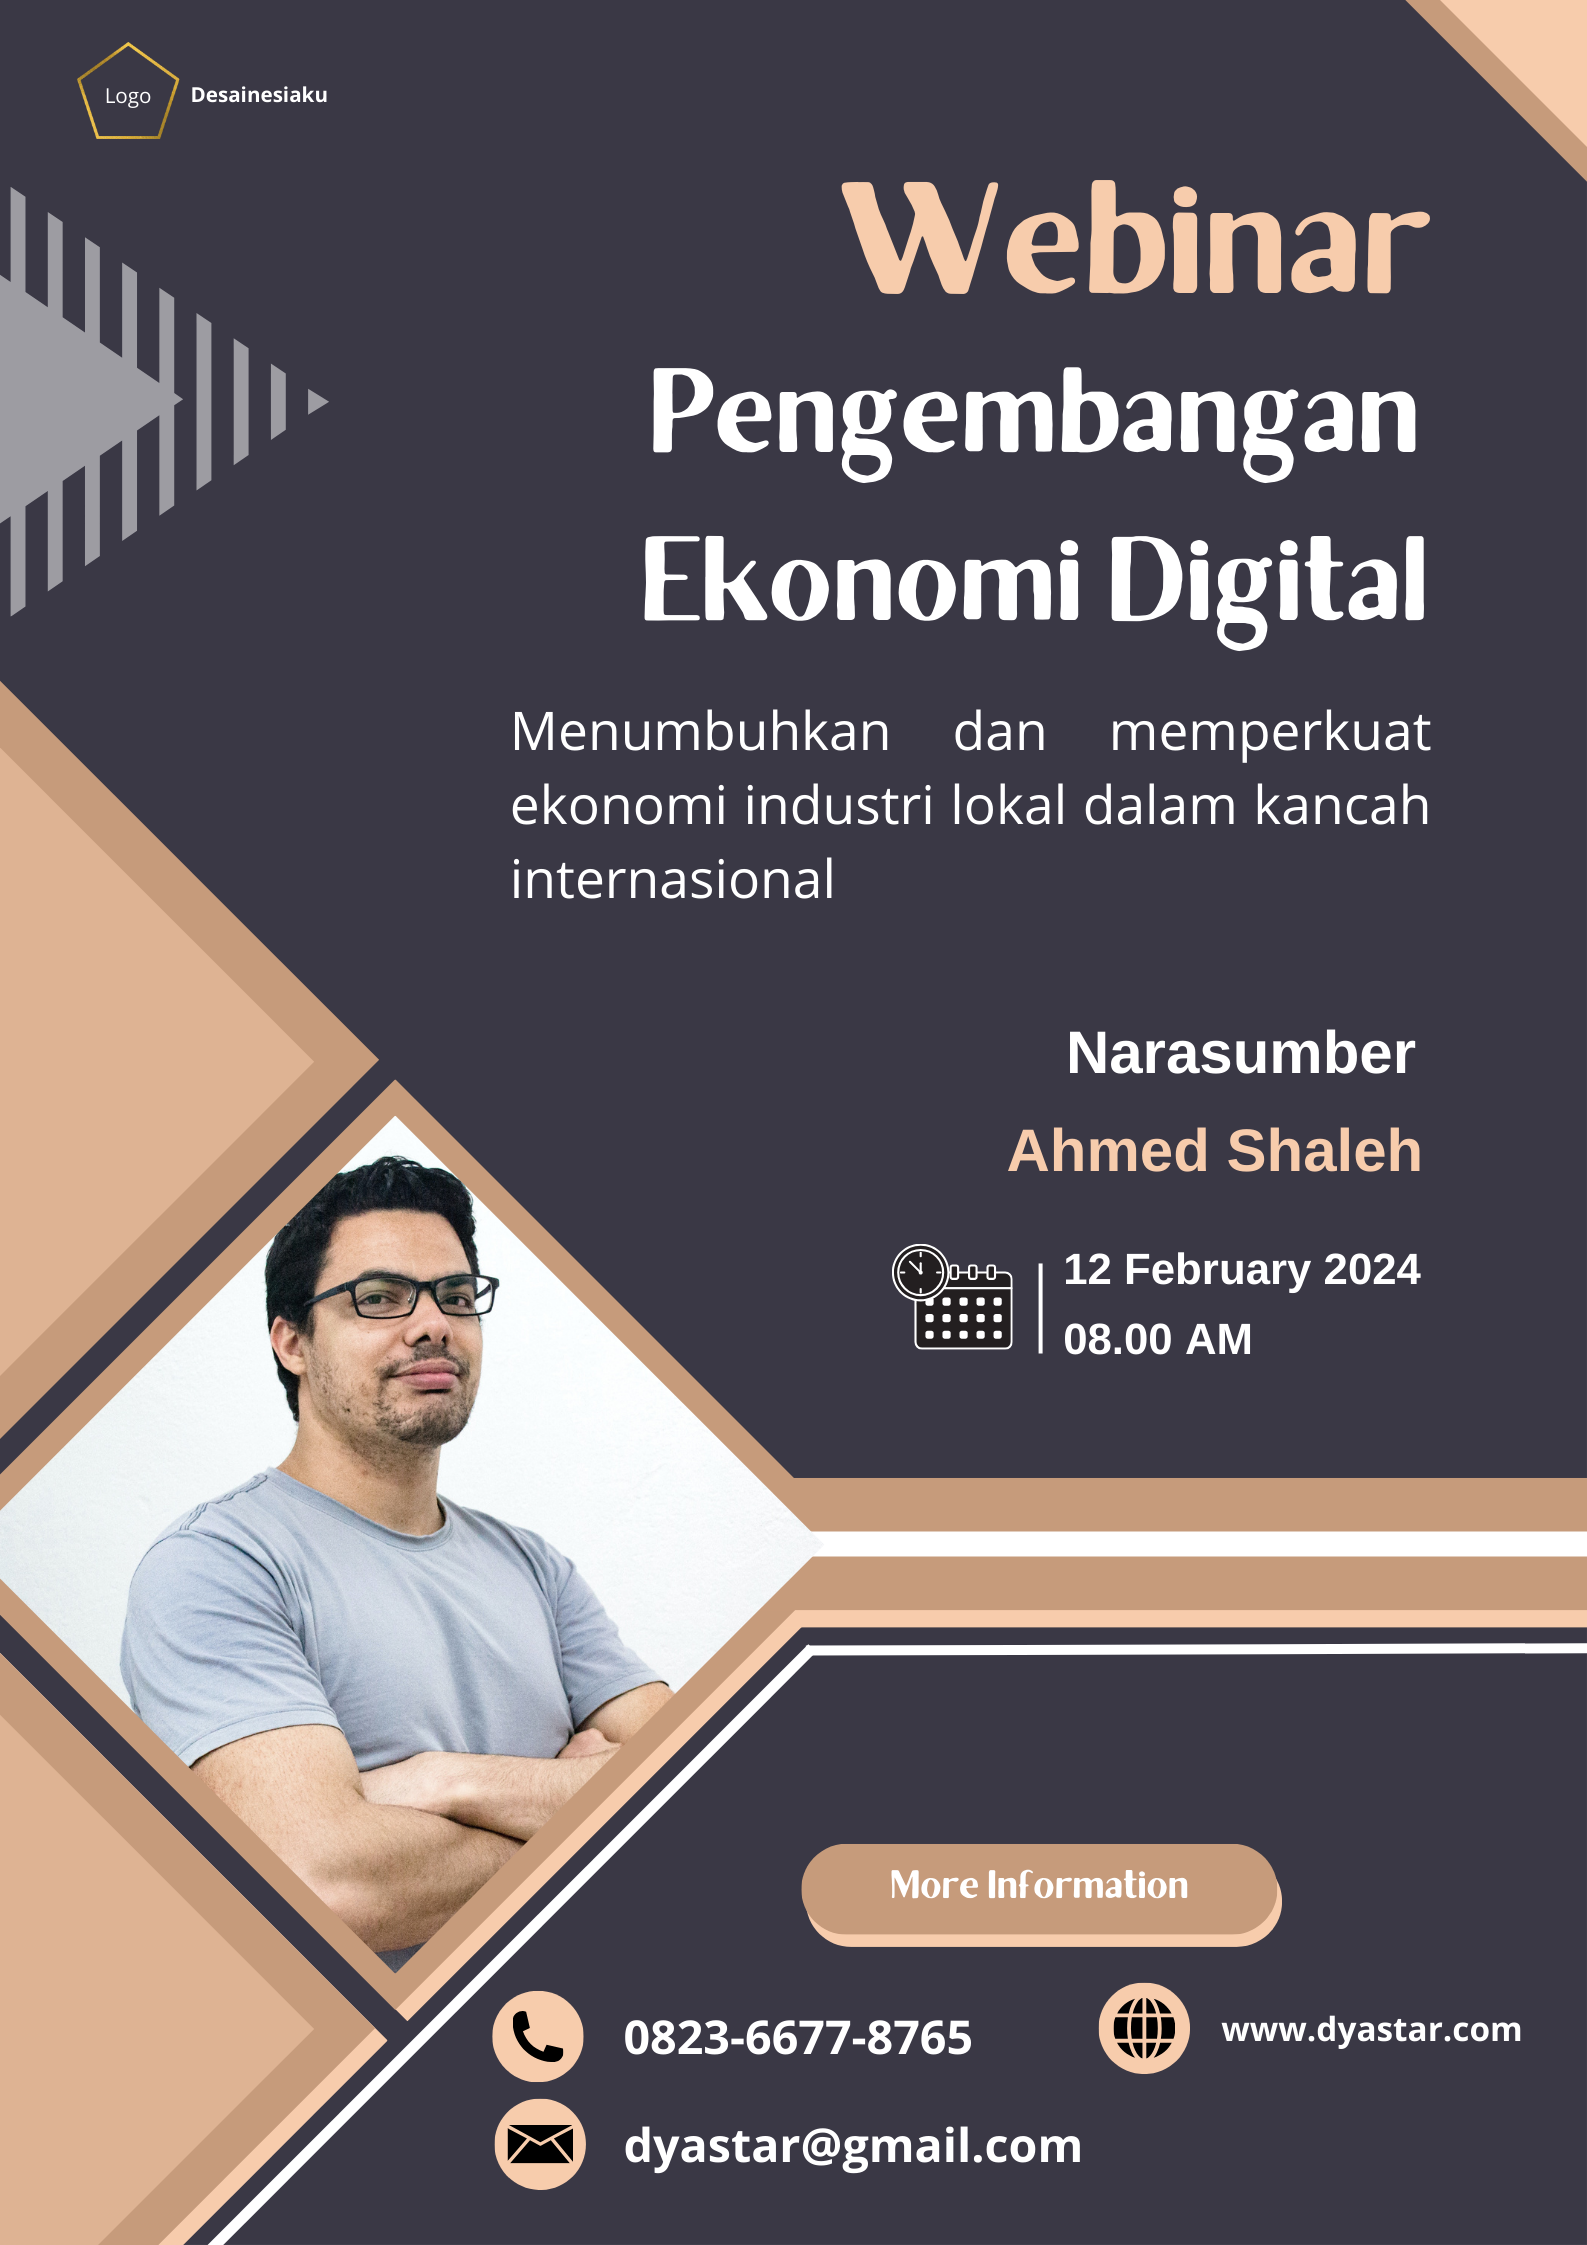 Logo
Desainesiaku
Webinar
Pengembangan
Ekonomi Digital
Menumbuhkan dan memperkuat
ekonomi industri lokal dalam kancah
internasional
Narasumber
Ahmed Shaleh
12 February 2024
08.00 AM
More Information
0823-6677-8765
www.dyastar.com
dyastar@gmail.com